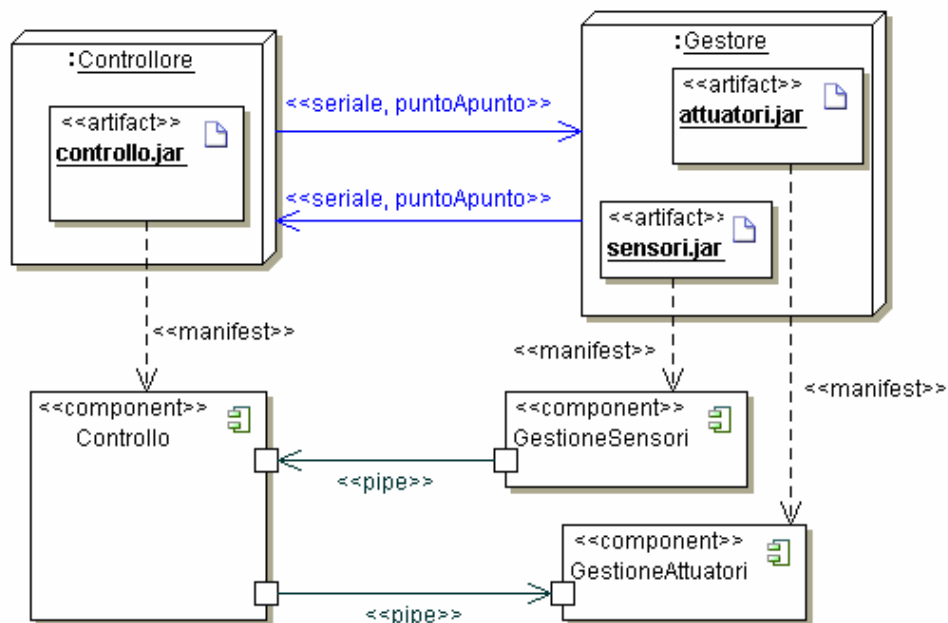 :Controllore
<<artifact>>
controllo.jar
<<seriale, puntoApunto>>
<<seriale, puntoApunto>>
:Gestore
<<artifact>>
attuatori.jar
<<artifact>>
sensori.jar
<<manifest>>
<<manifest>>
<<manifest>>
<<component>>
Controllo
<<component>>
GestioneSensori
<<pipe>>
<<component>>
GestioneAttuatori
<<pipe>>